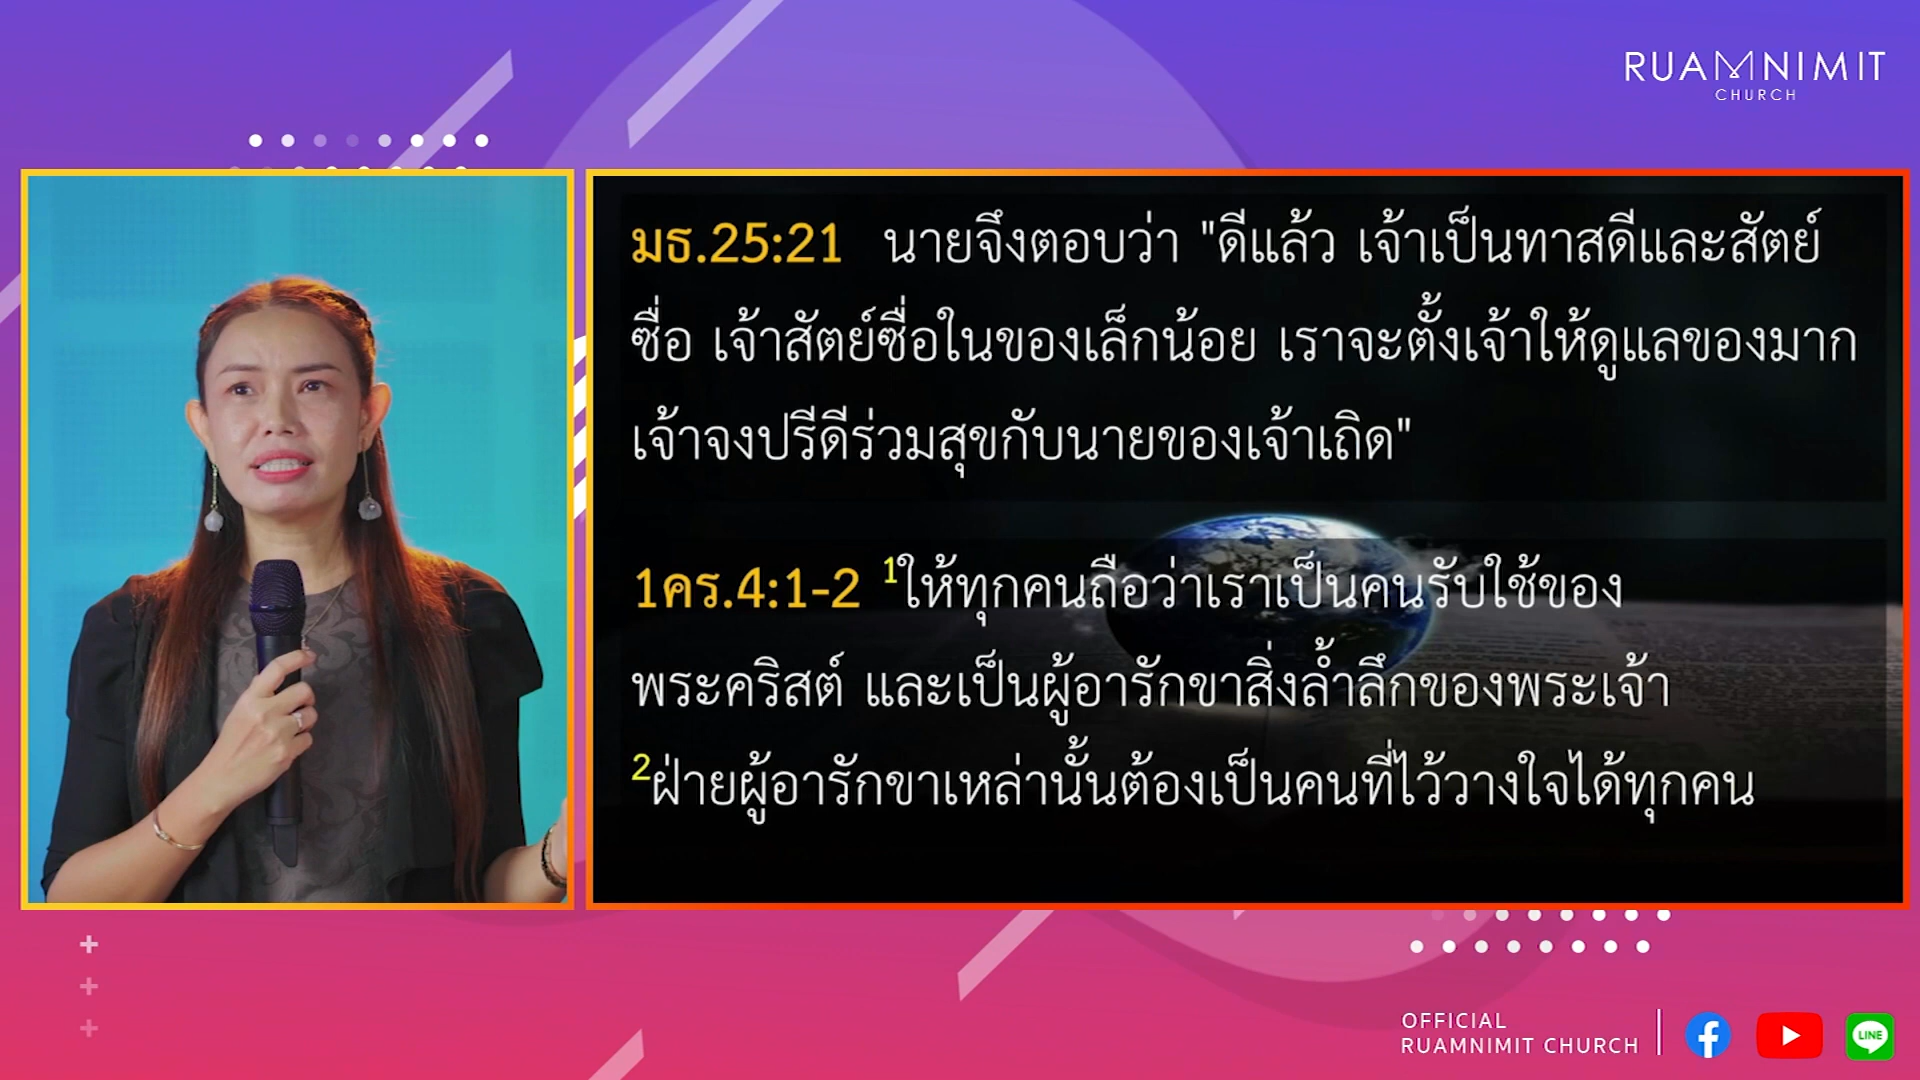 RUAMNIMIT
CHURCH
มธ.25:21 นายจึงตอบว่า "ดีแล้ว เจ้าเป็นทาสดีและสัตย์
ซื่อ เจ้าสัตย์ซื่อในของเล็กน้อย เราจะตั้งเจ้าให้ดูแลของมาก
เจ้าจงปรีดีร่วมสุขกับนายของเจ้าเถิด"
1คร.4:1-2 1ให้ทุกคนถือว่าเราเป็นคนรับใช้ของ
พระคริสต์ และเป็นผู้อารักขาสิ่งล้ำลึกของพระเจ้า
2ฝ่ายผู้อารักขาเหล่านั้นต้องเป็นคนที่ไว้วางใจได้ทุกคน
OFFICIAL
RUAMNIMIT CHURCH
LINE